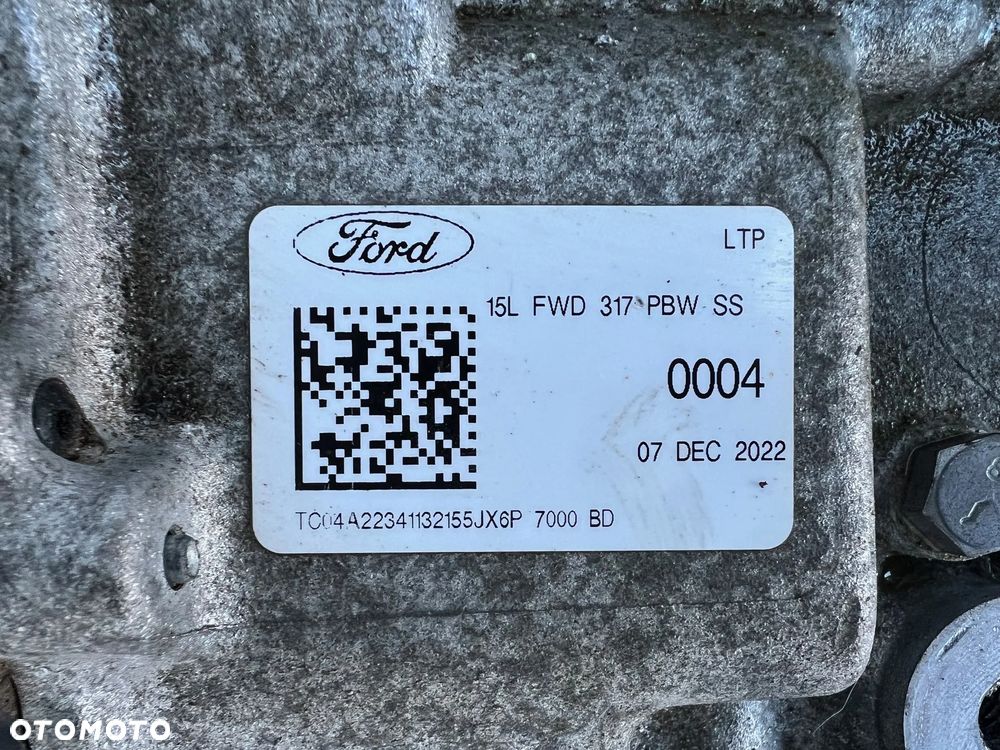 Ford
LTP
15L FWD 317 PBW SS
0004
07 DEC 2022
TC04A22341132155JX6P 7000 BD
OTOMOTO